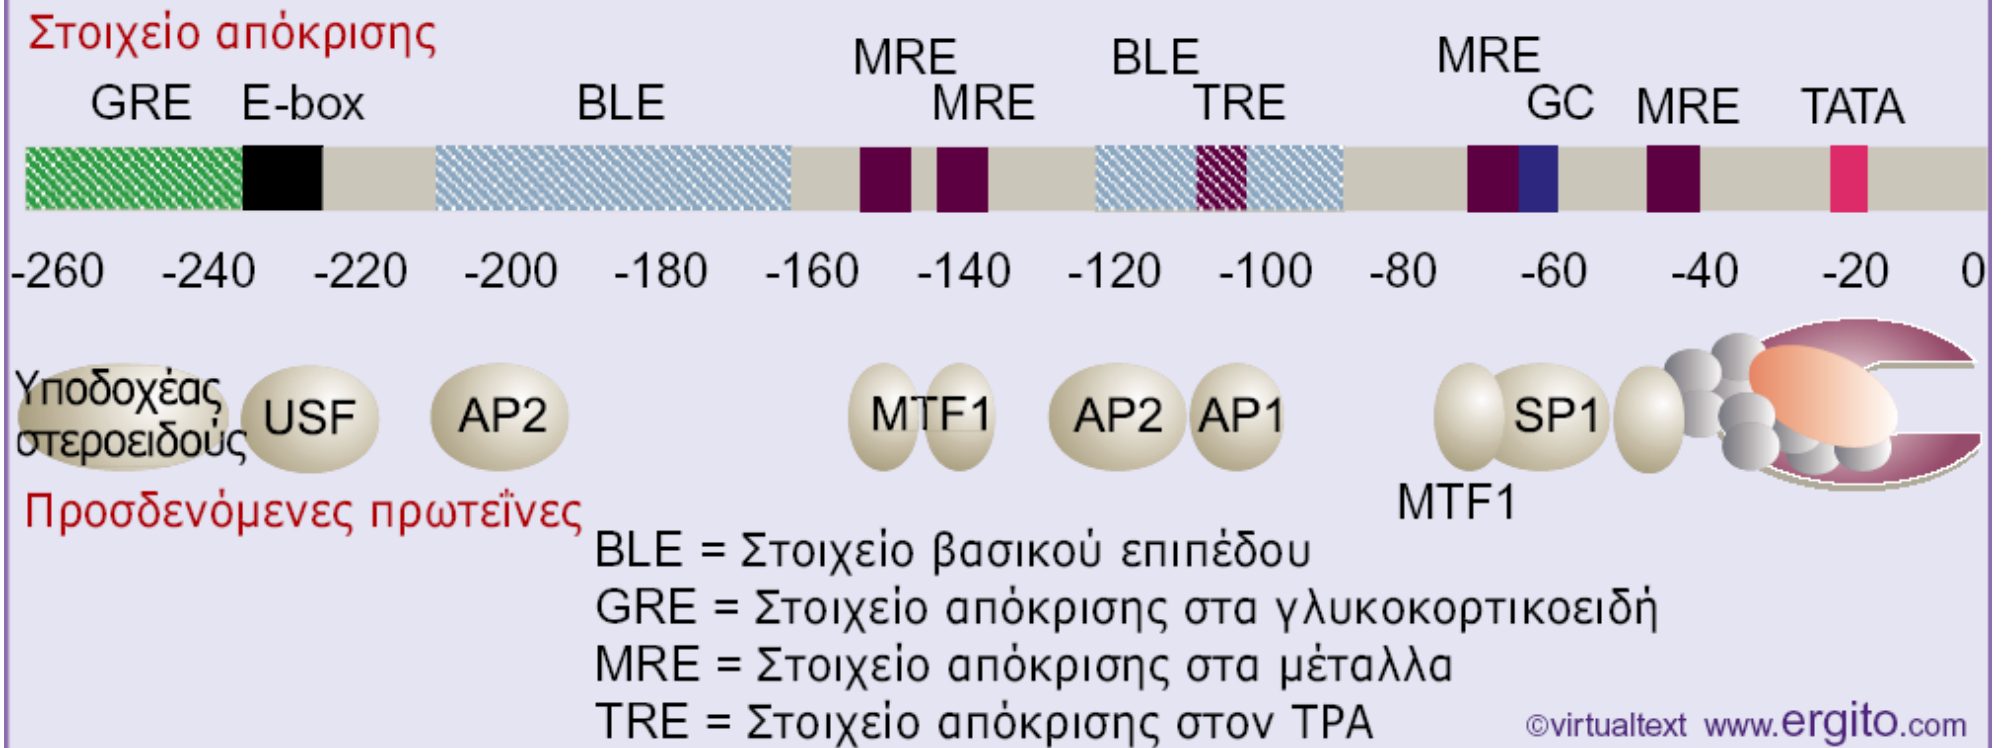 Στοιχείο απόκρισης
MRE BLE MRE
GRE E-box BLE MRE TRE GC MRE TATA
-260 -240 -220 -200 -180 -160 -140 -120 -100 -80 -60 -40 -20 0
Υποδοχέας
στεροειδούς USF AP2 MTF1 AP2 AP1 SP1
MTF1
Προσδενόμενες πρωτεΐνες
BLE = Στοιχείο βασικού επιπέδου
GRE = Στοιχείο απόκρισης στα γλυκοκορτικοειδή
MRE = Στοιχείο απόκρισης στα μέταλλα
TRE = Στοιχείο απόκρισης στον TPA
©virtualtext www.ergito.com